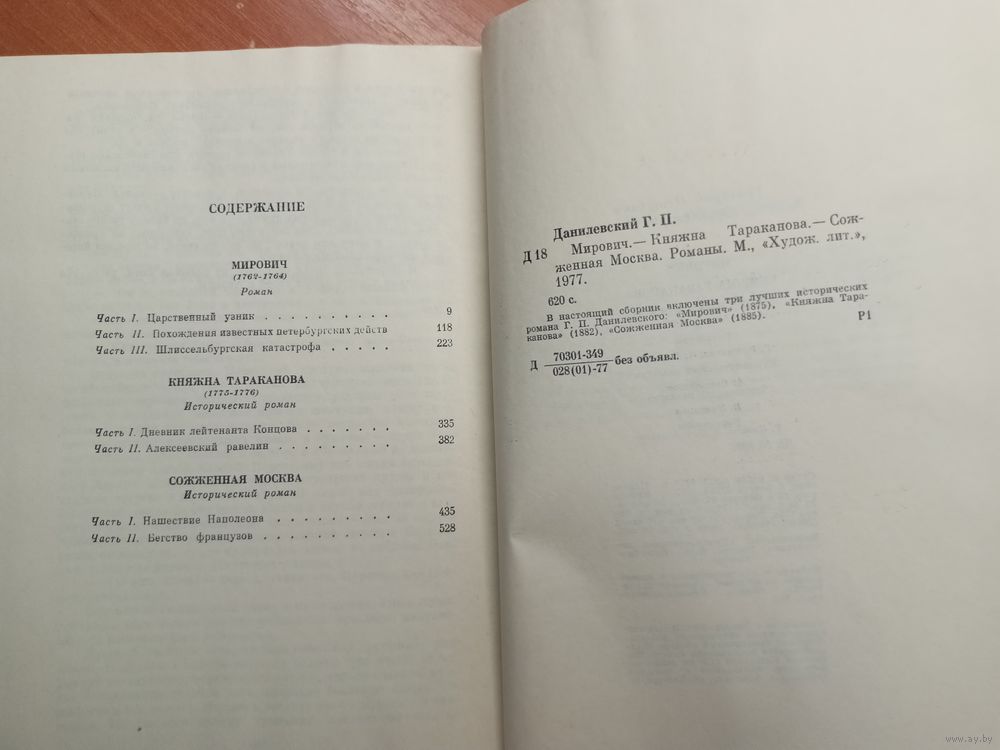 СОДЕРЖАНИЕ
МИРОВИЧ
(1762-1764)
Роман
Часть I. Царственный узник . . . . . . . . . . 9
Часть II. Похождения известных петербургских действ 118
Часть III. Шлиссельбургская катастрофа . . . . . 223
КНЯЖНА ТАРАКАНОВА
(1775-1776)
Исторический роман
Часть I. Дневник лейтенанта Концова . . . . . . . 335
Часть II. Алексеевский равелин . . . . . . . . . 382
СОЖЖЕННАЯ МОСКВА
Исторический роман
Часть I. Нашествие Наполеона . . . . . . . . . 435
Часть II. Бегство французов . . . . . . . . . . 528
Данилевский Г. П.
Д 18 Мирович.— Княжна Тараканова.— Сож-
женная Москва. Романы. М., «Худож. лит.»,
1977.
620 с.
В настоящий сборник включены три лучших исторических
романа Г. П. Данилевского: «Мирович» (1875), «Княжна Тара-
канова» (1882), «Сожженная Москва» (1885).
Р1
Д 70301-349
028(01)-77 без объявл.
www.ay.by